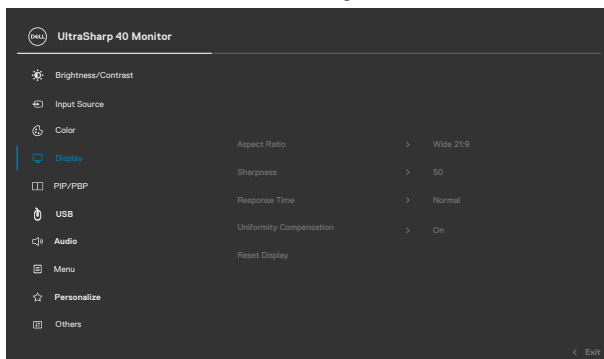 DELL UltraSharp 40 Monitor
Brightness/Contrast
Input Source
Color
Display
PIP/PBP
USB
Audio
Menu
Personalize
Others
Aspect Ratio > Wide 21:9
Sharpness > 50
Response Time > Normal
Uniformity Compensation > On
Reset Display
< Exit